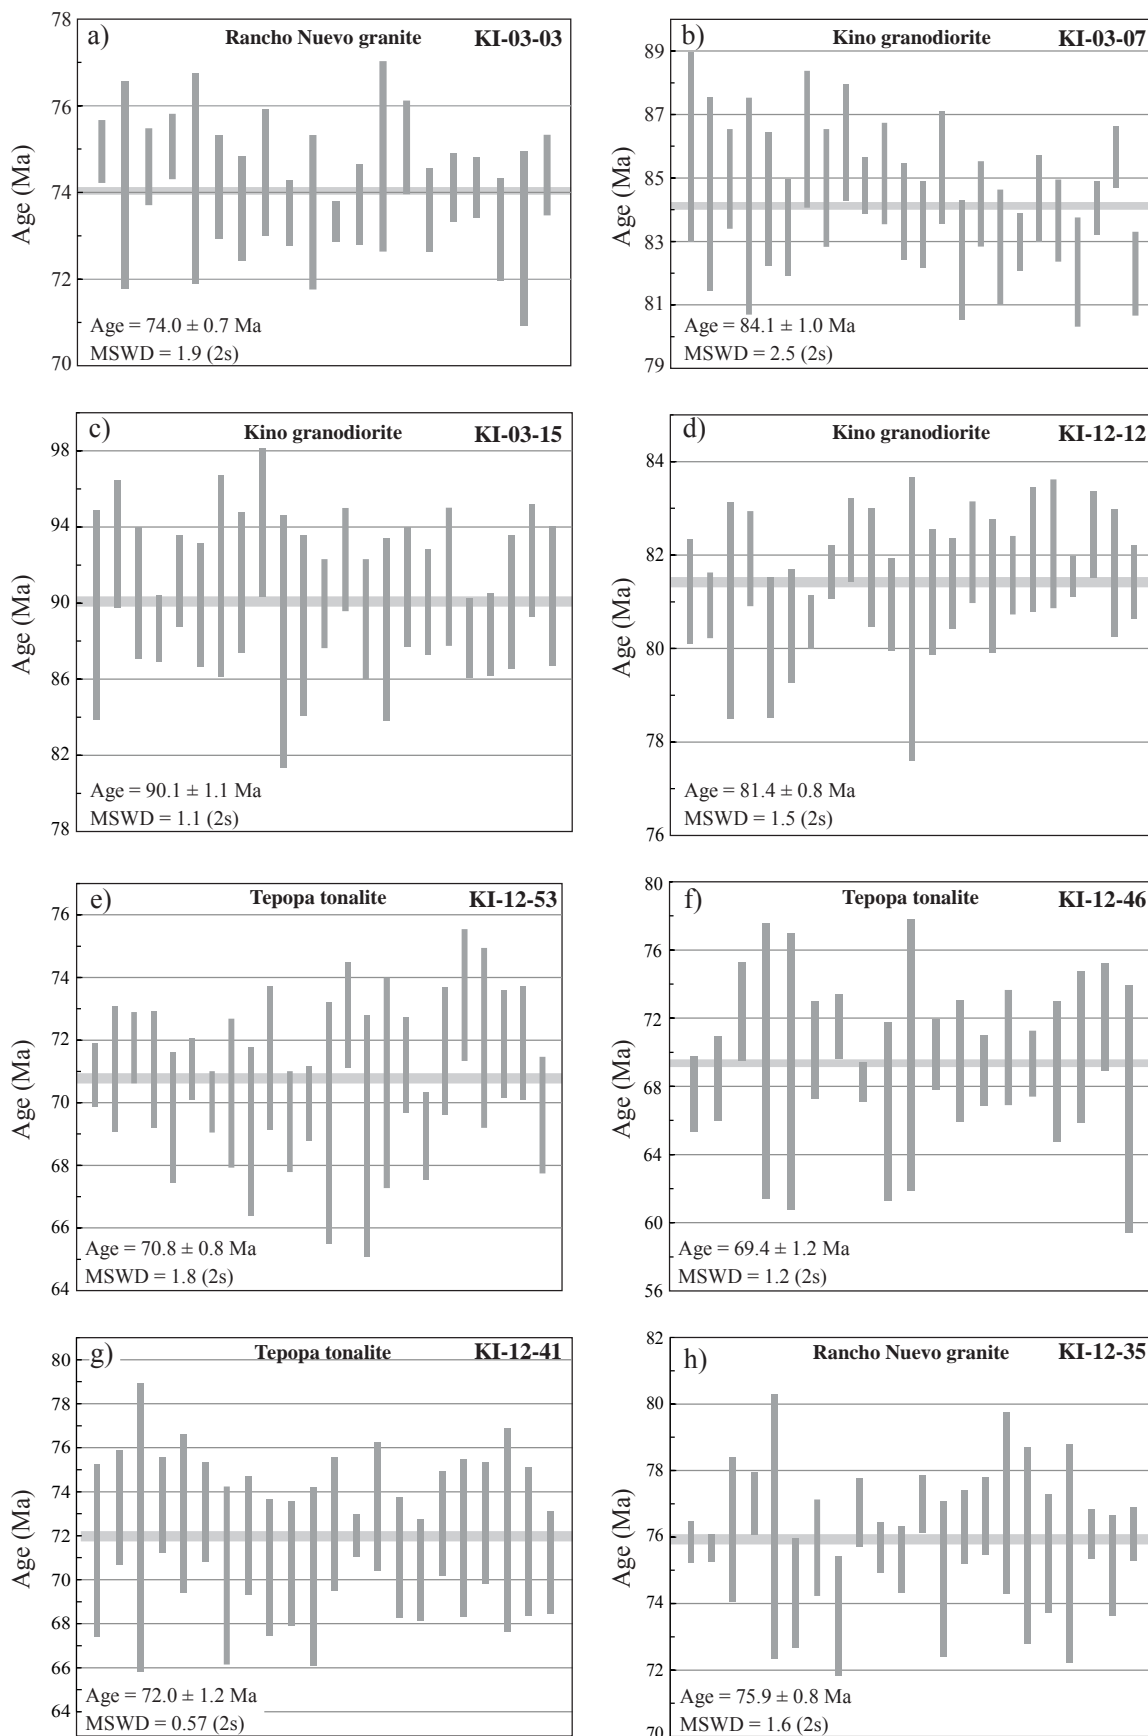 a) Rancho Nuevo granite KI-03-03
78
76
74
72
70
Age (Ma)
Age = 74.0 ± 0.7 Ma
MSWD = 1.9 (2s)
b) Kino granodiorite KI-03-07
89
87
85
83
81
79
Age (Ma)
Age = 84.1 ± 1.0 Ma
MSWD = 2.5 (2s)
c) Kino granodiorite KI-03-15
98
94
90
86
82
78
Age (Ma)
Age = 90.1 ± 1.1 Ma
MSWD = 1.1 (2s)
d) Kino granodiorite KI-12-12
84
82
80
78
76
Age (Ma)
Age = 81.4 ± 0.8 Ma
MSWD = 1.5 (2s)
e) Tepopa tonalite KI-12-53
76
74
72
70
68
66
64
Age (Ma)
Age = 70.8 ± 0.8 Ma
MSWD = 1.8 (2s)
f) Tepopa tonalite KI-12-46
80
76
72
68
64
60
56
Age (Ma)
Age = 69.4 ± 1.2 Ma
MSWD = 1.2 (2s)
g) Tepopa tonalite KI-12-41
80
78
76
74
72
70
68
66
64
Age (Ma)
Age = 72.0 ± 1.2 Ma
MSWD = 0.57 (2s)
h) Rancho Nuevo granite KI-12-35
82
80
78
76
74
72
70
Age (Ma)
Age = 75.9 ± 0.8 Ma
MSWD = 1.6 (2s)